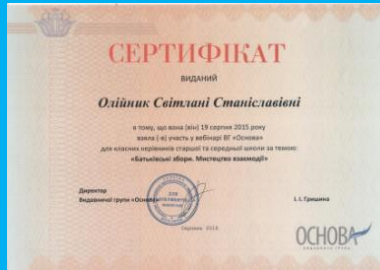 СЕРТИФІКАТ
ВИДАНИЙ
Олійник Світлані Станіславівні
в тому, що вона (він) 19 серпня 2015 року
взяла (-в) участь у вебінарі ВГ «Основа»
для класних керівників старшої та середньої школи за темою:
«Батьківські збори. Мистецтво взаємодії»
Директор
Видавничої групи «Основа»
І. І. Гришина
Серпень 2015
ОСНОВА
ВИДАВНИЧА ГРУПА